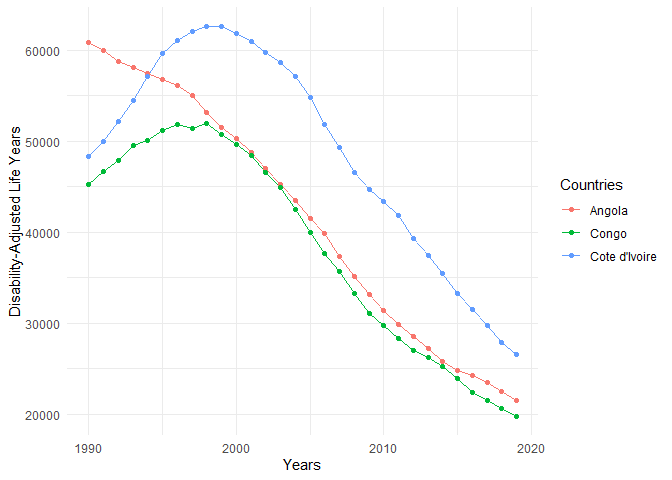 60000
50000
40000
30000
20000
Disability-Adjusted Life Years
1990
2000
2010
2020
Years
Countries
Angola
Congo
Cote d'Ivoire